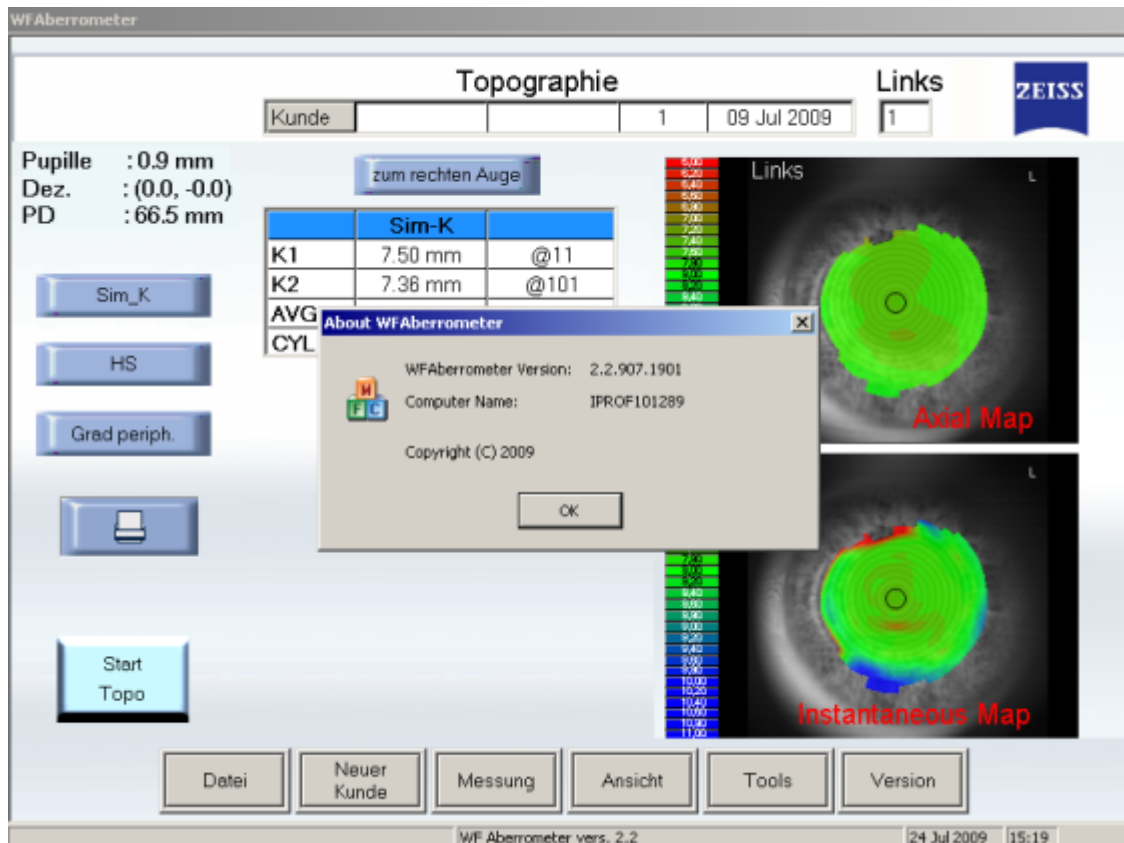 WFAberrometer
Topographie
Links
ZEISS
Kunde 1 09 Jul 2009 1
Pupille : 0.9 mm
Dez. : (0.0, -0.0)
PD : 66.5 mm
zum rechten Auge
Sim-K
K1 7.50 mm @11
K2 7.36 mm @101
AVG
CYL
Sim_K
HS
Grad periph.
Start
Topo
About WFAberrometer
WFAberrometer Version: 2.2.907.1901
Computer Name: IPROF101289
Copyright (C) 2009
OK
Links
L
Axial Map
L
Instantaneous Map
Datei
Neuer
Kunde
Messung
Ansicht
Tools
Version
WF Aberrometer vers. 2.2
24 Jul 2009
15:19